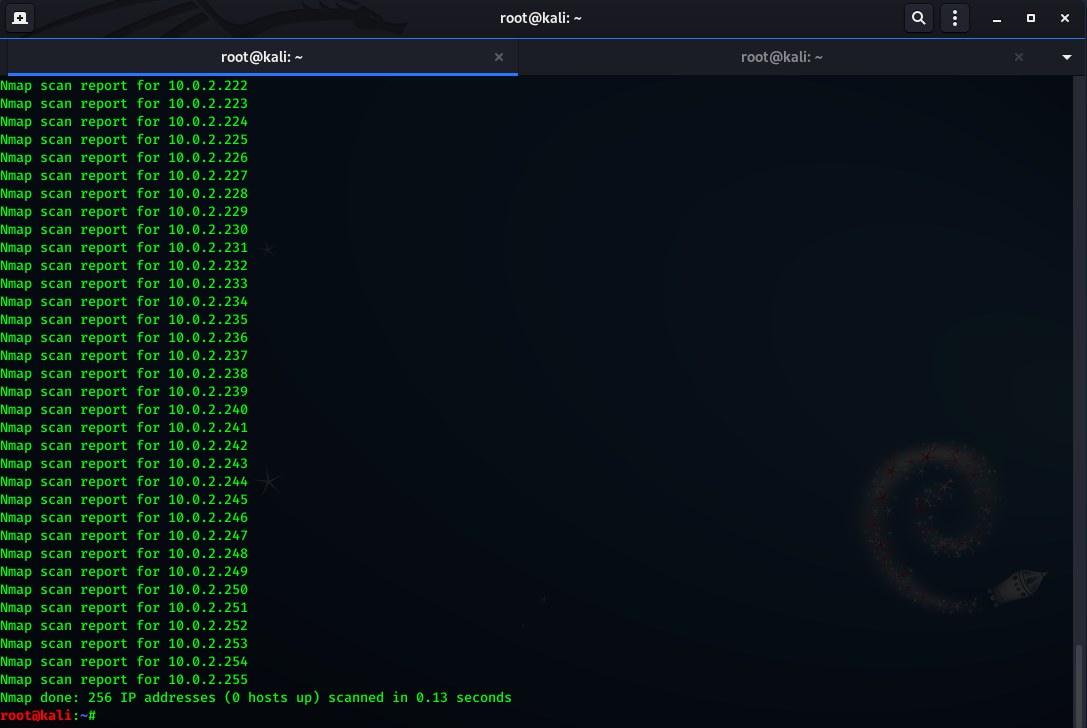 root@kali: ~
root@kali: ~
root@kali: ~
Nmap scan report for 10.0.2.222
Nmap scan report for 10.0.2.223
Nmap scan report for 10.0.2.224
Nmap scan report for 10.0.2.225
Nmap scan report for 10.0.2.226
Nmap scan report for 10.0.2.227
Nmap scan report for 10.0.2.228
Nmap scan report for 10.0.2.229
Nmap scan report for 10.0.2.230
Nmap scan report for 10.0.2.231
Nmap scan report for 10.0.2.232
Nmap scan report for 10.0.2.233
Nmap scan report for 10.0.2.234
Nmap scan report for 10.0.2.235
Nmap scan report for 10.0.2.236
Nmap scan report for 10.0.2.237
Nmap scan report for 10.0.2.238
Nmap scan report for 10.0.2.239
Nmap scan report for 10.0.2.240
Nmap scan report for 10.0.2.241
Nmap scan report for 10.0.2.242
Nmap scan report for 10.0.2.243
Nmap scan report for 10.0.2.244
Nmap scan report for 10.0.2.245
Nmap scan report for 10.0.2.246
Nmap scan report for 10.0.2.247
Nmap scan report for 10.0.2.248
Nmap scan report for 10.0.2.249
Nmap scan report for 10.0.2.250
Nmap scan report for 10.0.2.251
Nmap scan report for 10.0.2.252
Nmap scan report for 10.0.2.253
Nmap scan report for 10.0.2.254
Nmap scan report for 10.0.2.255
Nmap done: 256 IP addresses (0 hosts up) scanned in 0.13 seconds
root@kali:~#